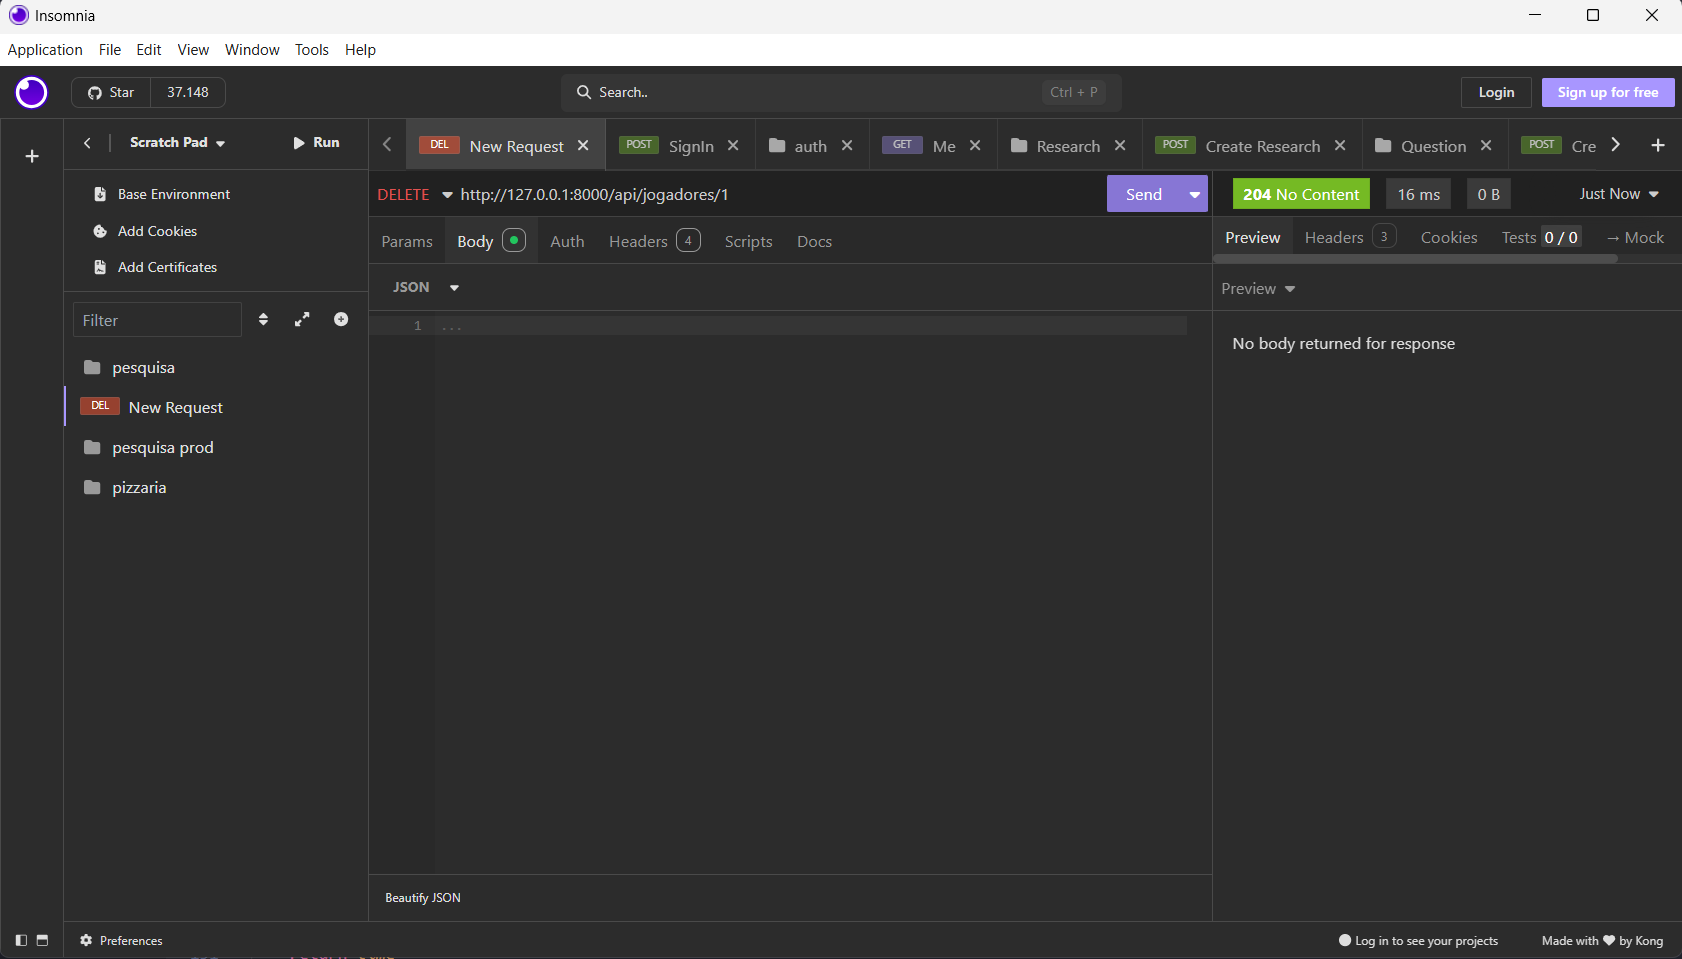 Insomnia
Application File Edit View Window Tools Help
Star 37.148 Search.. Ctrl + P Login Sign up for free
Scratch Pad Run
DEL New Request POST SignIn auth GET Me Research POST Create Research Question POST Cre
Base Environment
Add Cookies
Add Certificates
Filter
pesquisa
DEL New Request
pesquisa prod
pizzaria
DELETE http://127.0.0.1:8000/api/jogadores/1 Send
Params Body Auth Headers 4 Scripts Docs
JSON
1 ...
Beautify JSON
204 No Content 16 ms 0 B Just Now
Preview Headers 3 Cookies Tests 0 / 0 → Mock
Preview
No body returned for response
Preferences Log in to see your projects Made with ♥ by Kong